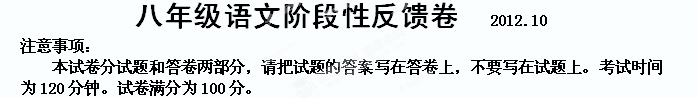 八年级语文阶段性反馈卷 2012.10
注意事项：
本试卷分试题和答卷两部分，请把试题的答案写在答卷上，不要写在试题上。考试时间
为120分钟。试卷满分为100分。